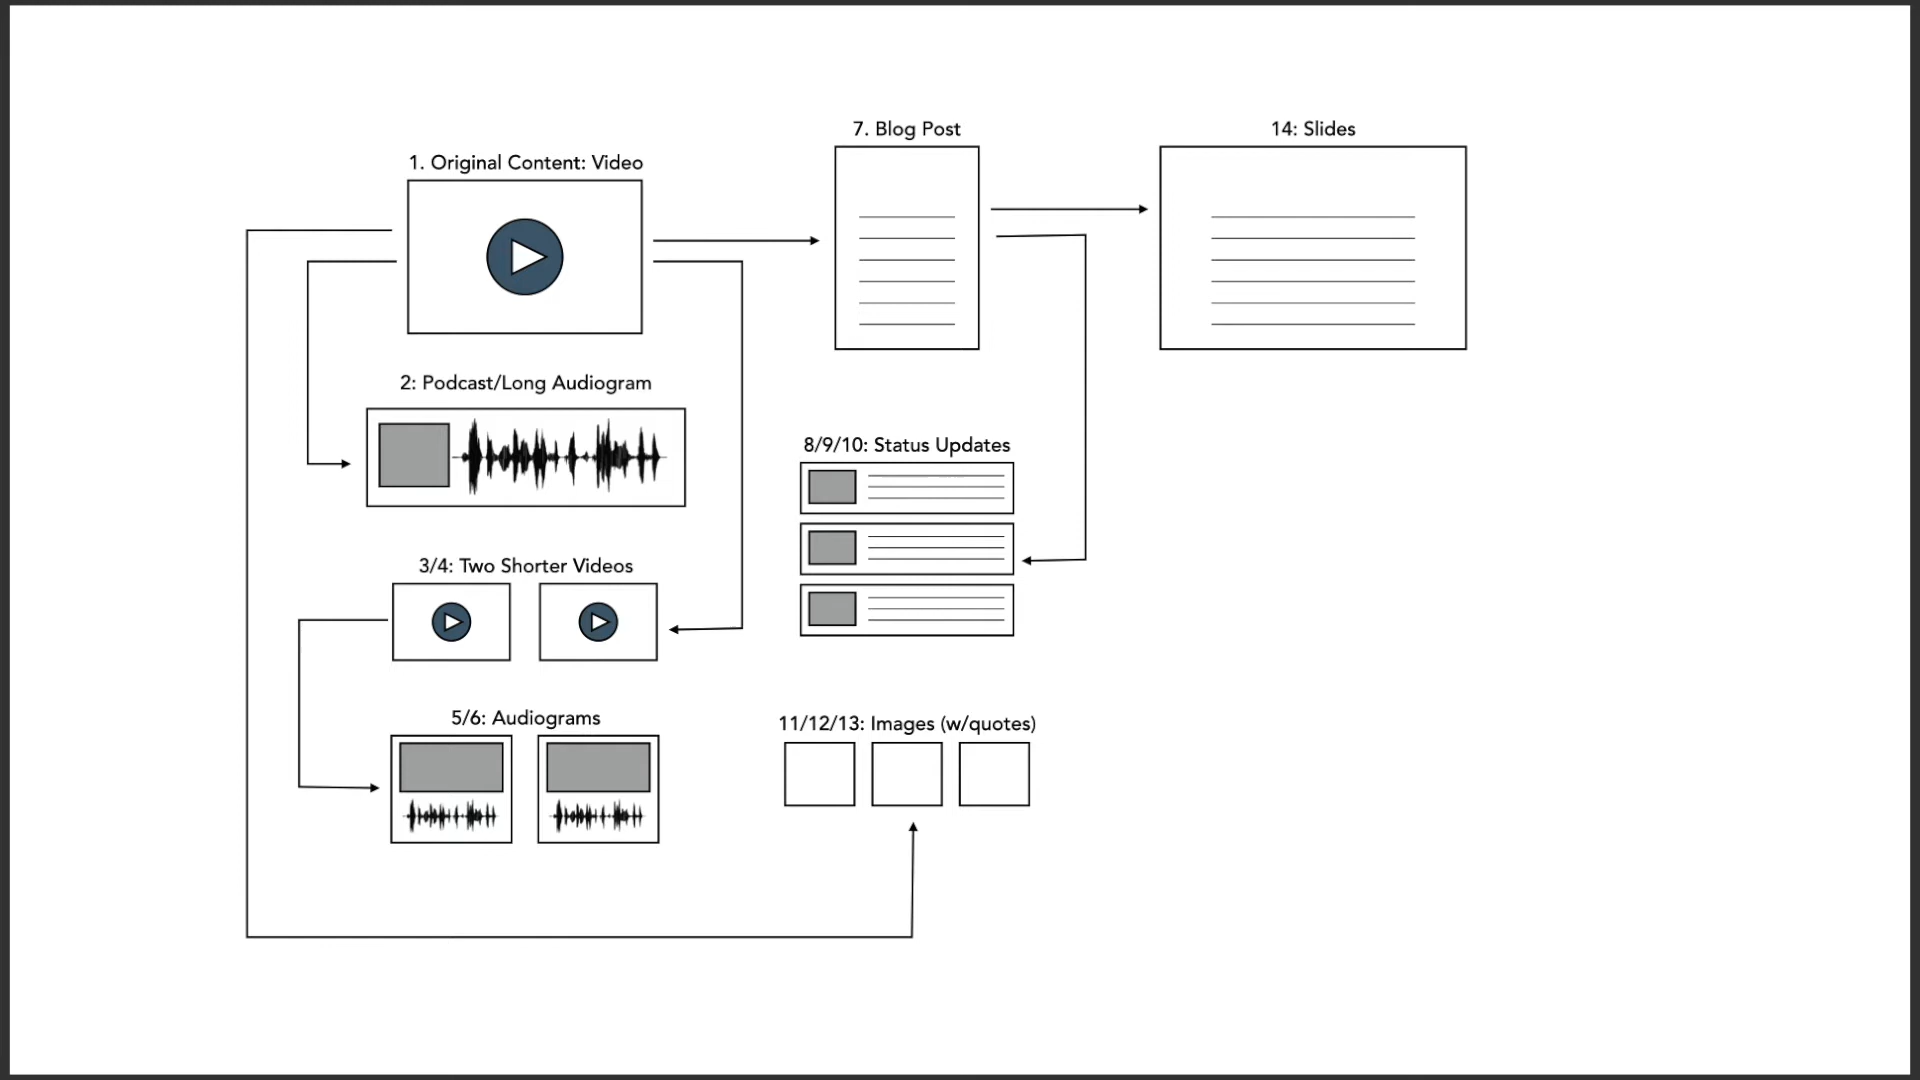 1. Original Content: Video
2: Podcast/Long Audiogram
3/4: Two Shorter Videos
5/6: Audiograms
7. Blog Post
8/9/10: Status Updates
11/12/13: Images (w/quotes)
14: Slides